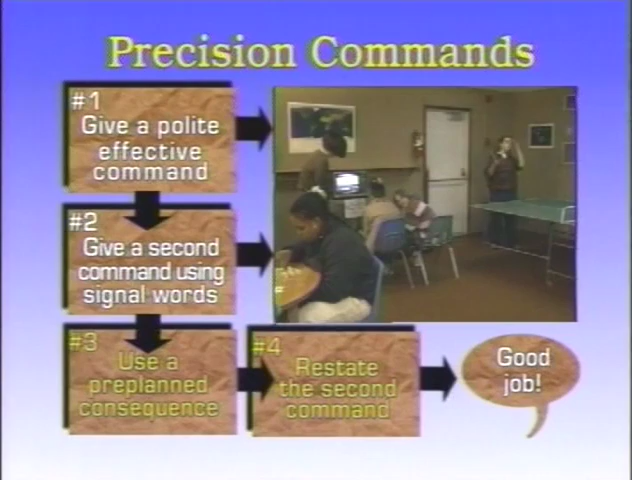 Precision Commands
#1
Give a polite
effective
command
#2
Give a second
command using
signal words
#3
Use a
preplanned
consequence
#4
Restate
the second
command
Good
job!